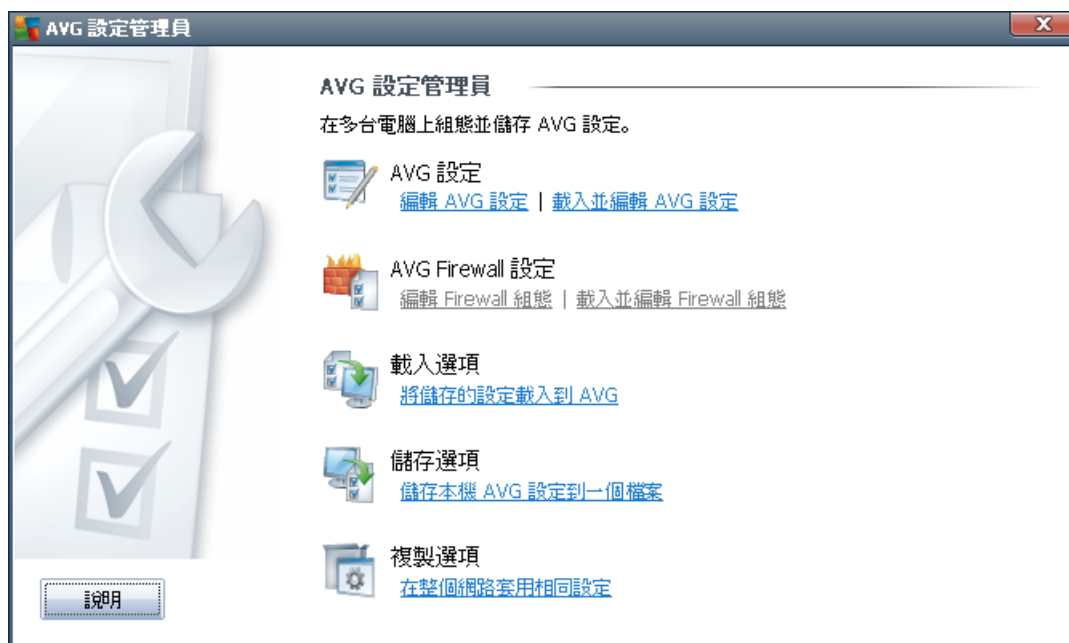 AVG 設定管理員
AVG 設定管理員
在多台電腦上組態並儲存 AVG 設定。
AVG 設定
編輯 AVG 設定 | 載入並編輯 AVG 設定
AVG Firewall 設定
編輯 Firewall 組態 | 載入並編輯 Firewall 組態
載入選項
將儲存的設定載入到 AVG
儲存選項
儲存本機 AVG 設定到一個檔案
複製選項
在整個網路套用相同設定
說明